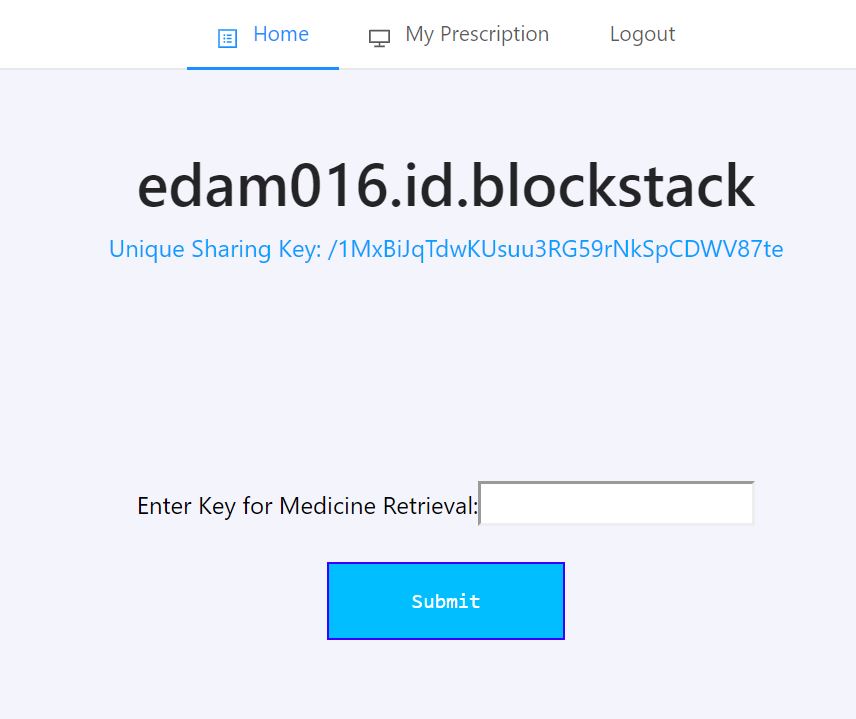 Home My Prescription Logout
edam016.id.blockstack
Unique Sharing Key: /1MxBiJqTdwKUsuu3RG59rNkSpCDWV87te
Enter Key for Medicine Retrieval:
Submit